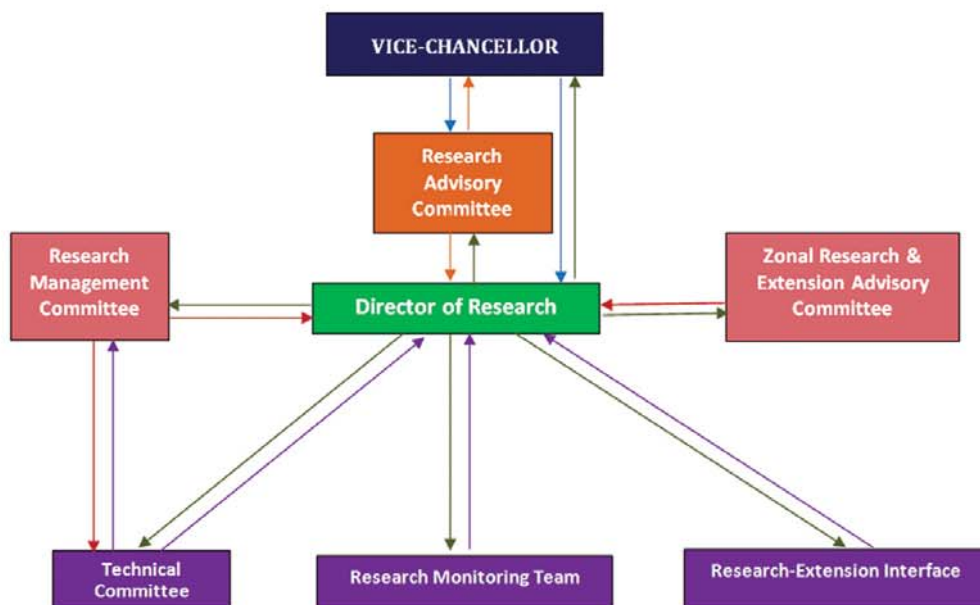 VICE-CHANCELLOR
Research
Advisory
Committee
Research
Management
Committee
Director of Research
Zonal Research &
Extension Advisory
Committee
Technical
Committee
Research Monitoring Team
Research-Extension Interface